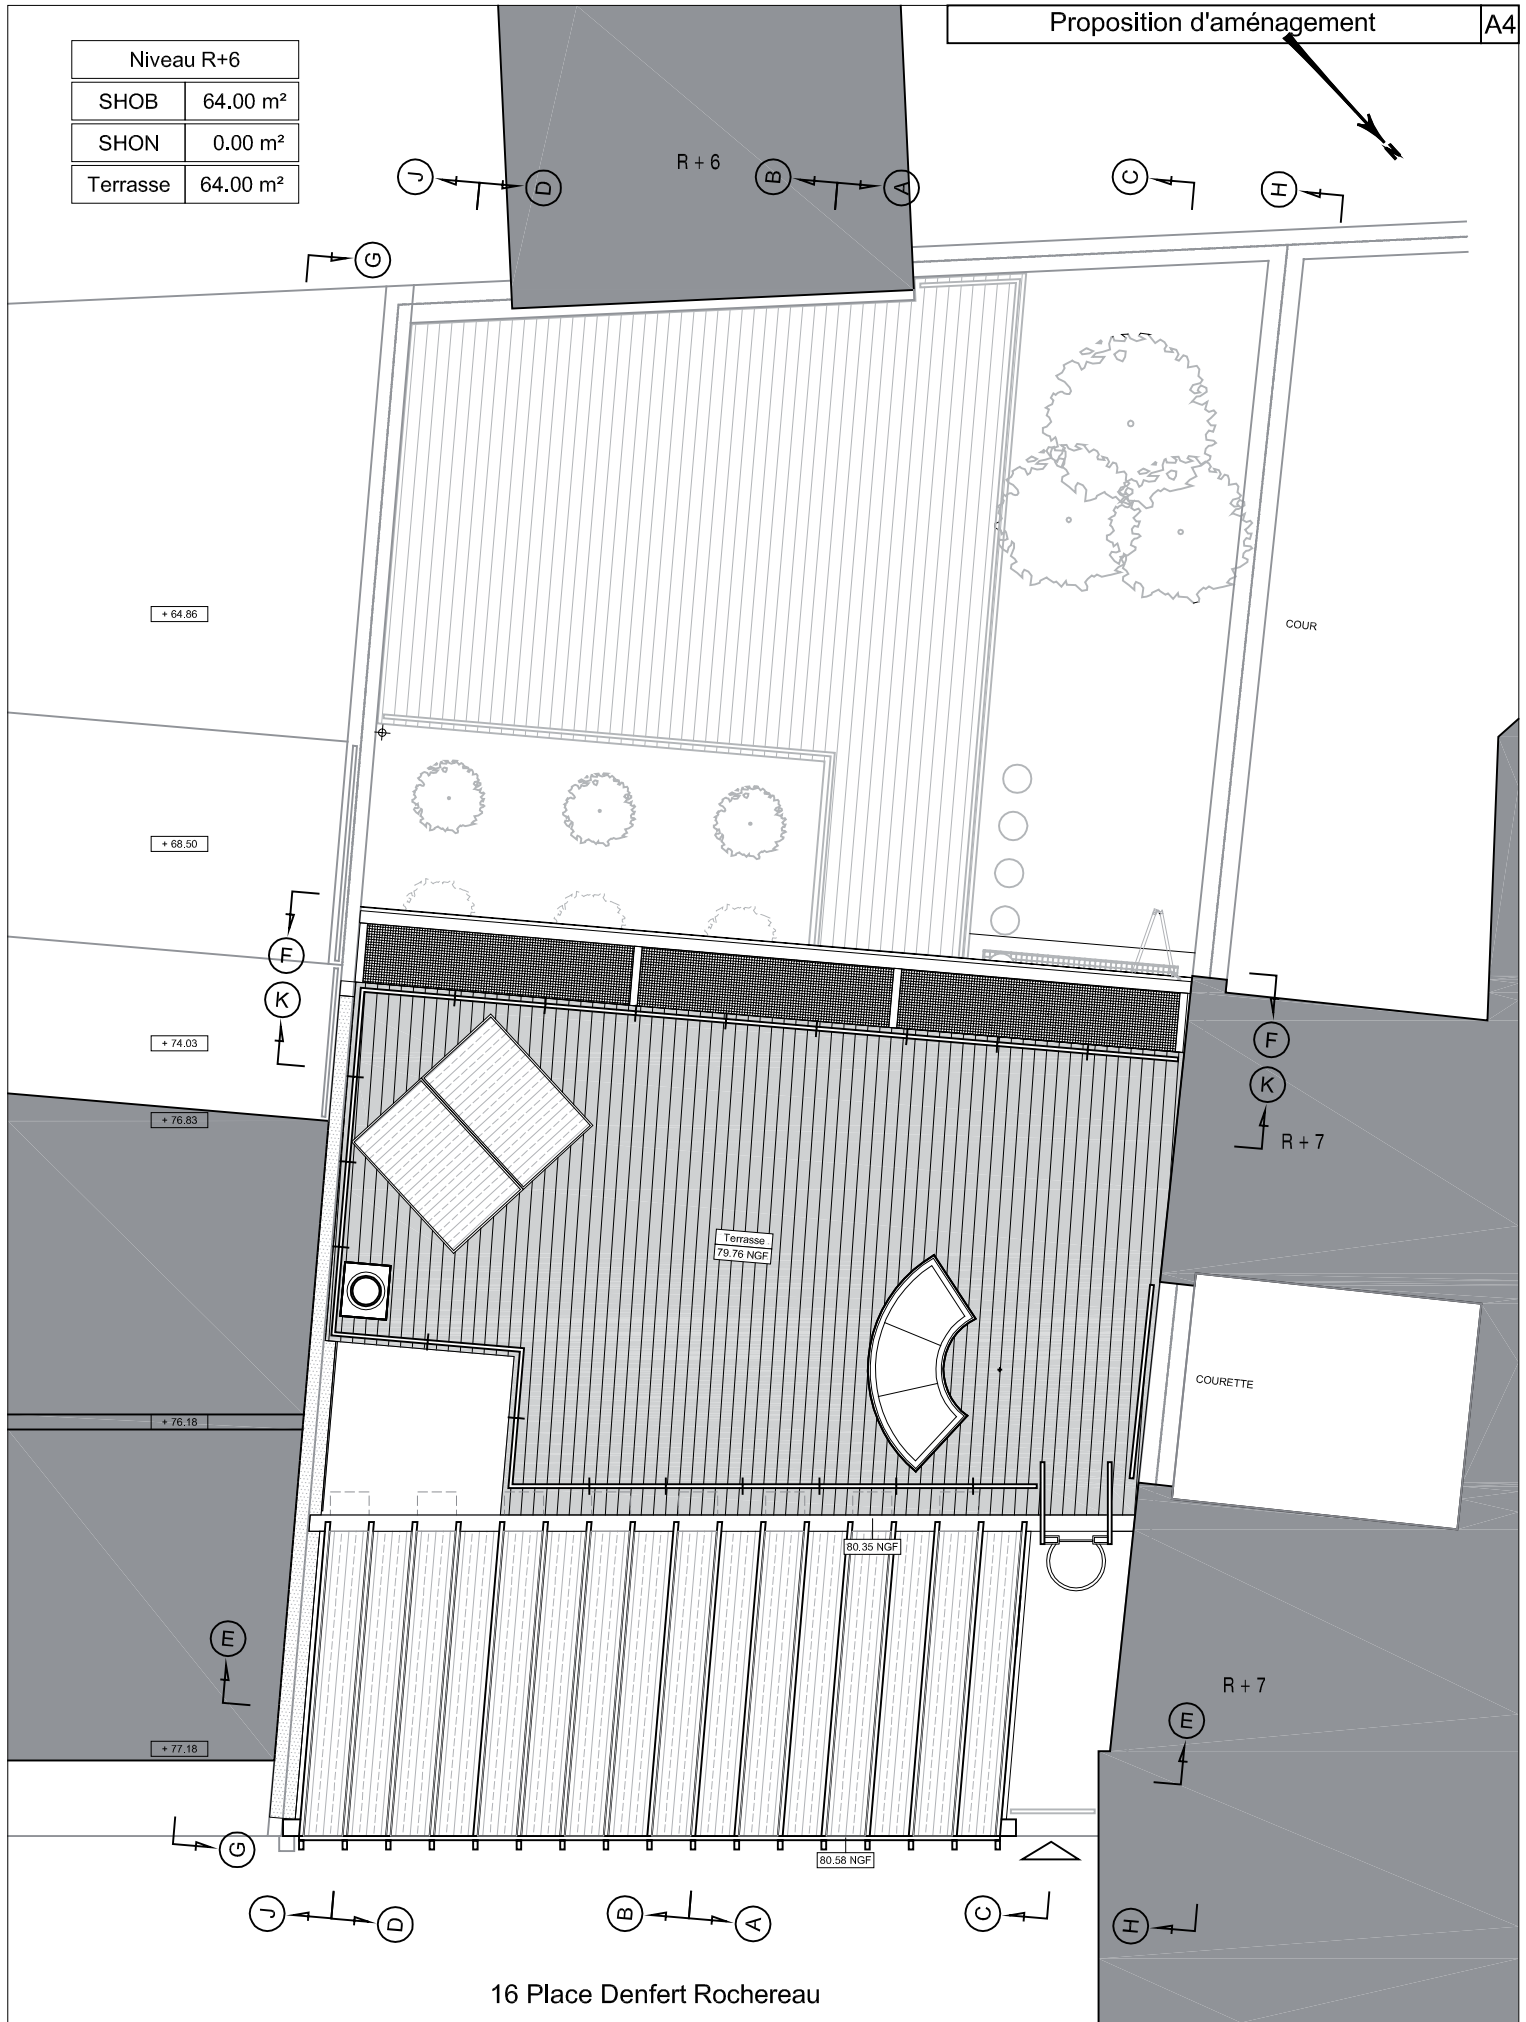 Proposition d'aménagement A4
Niveau R+6
SHOB 64.00 m²
SHON 0.00 m²
Terrasse 64.00 m²
R + 6
J D B A C H
G
+ 64.86
COUR
+ 68.50
F
K
+ 74.03
F
K
+ 76.83
R + 7
Terrasse
79.76 NGF
COURETTE
+ 76.18
80.35 NGF
E
R + 7
E
+ 77.18
G
80.58 NGF
J D B A C H
16 Place Denfert Rochereau
N